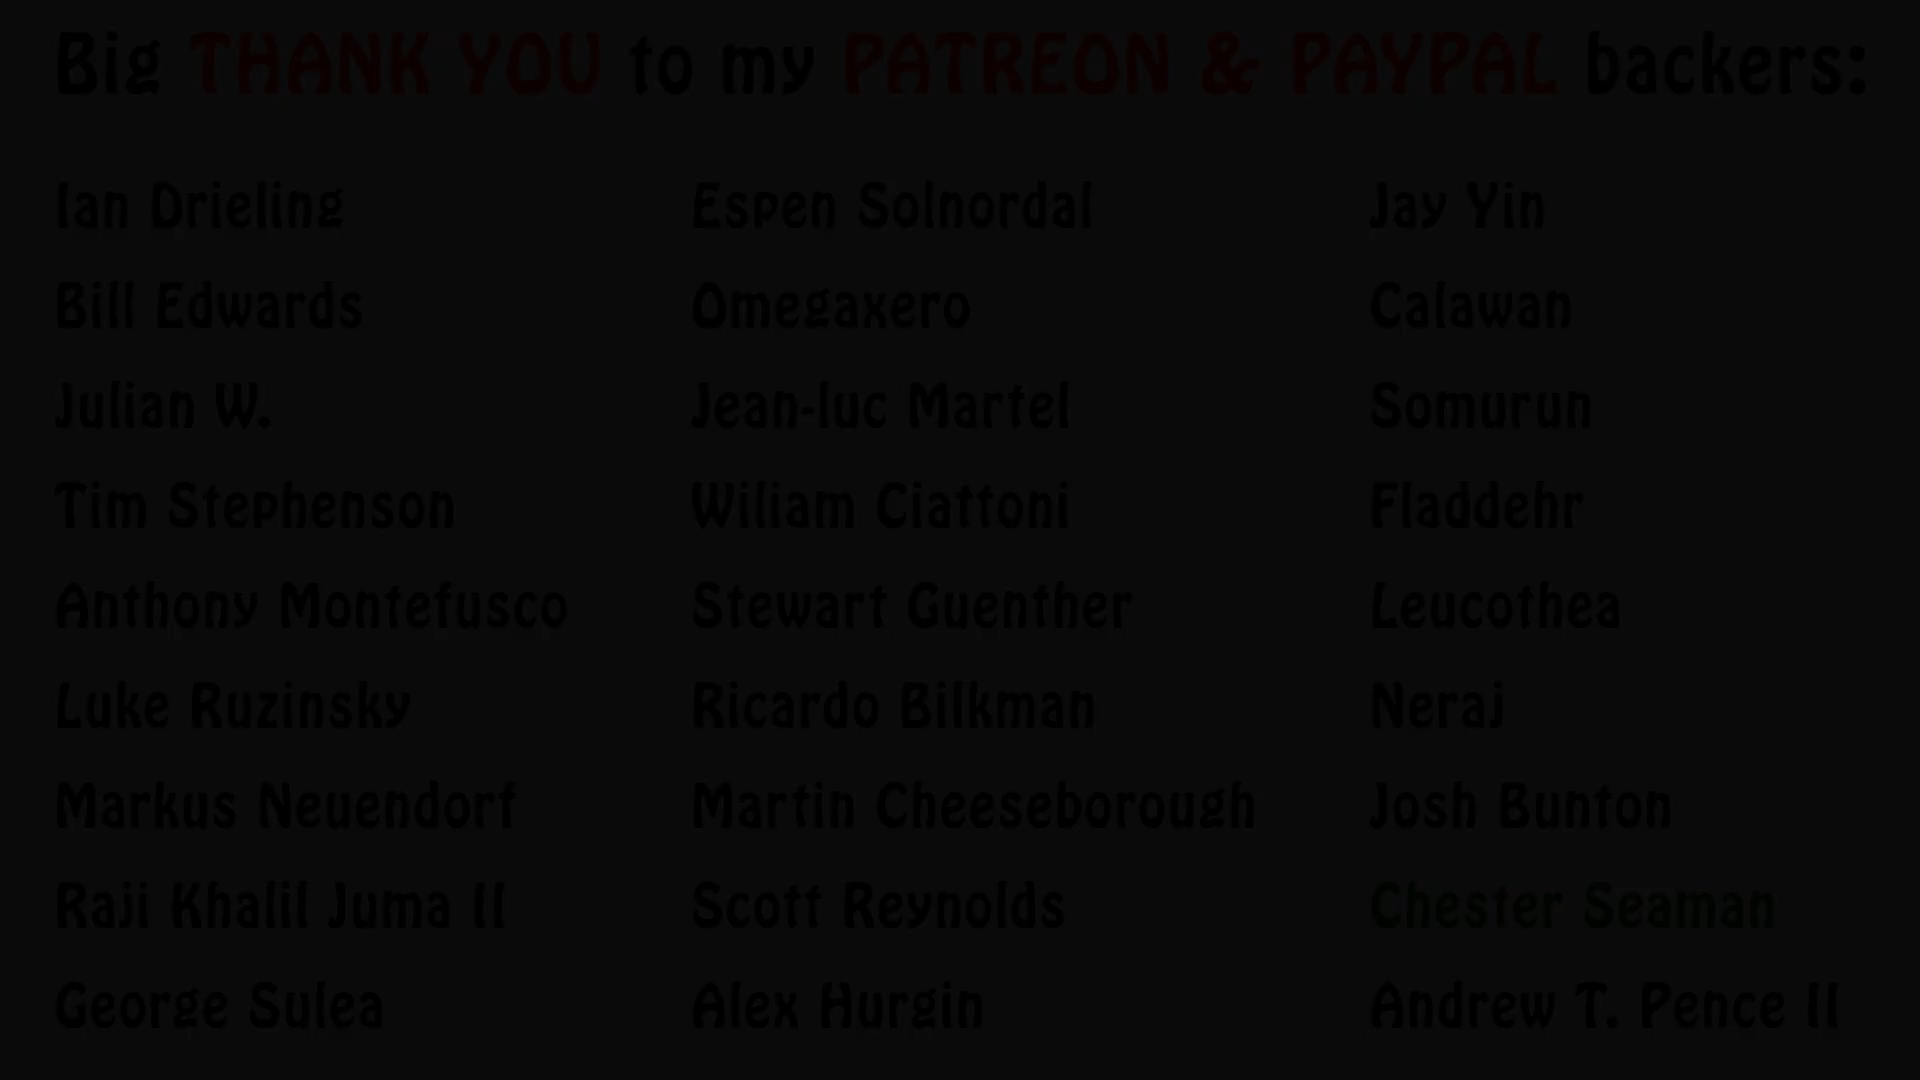 Big THANK YOU to my PATREON & PAYPAL backers:
Ian Drieling
Bill Edwards
Julian W.
Tim Stephenson
Anthony Montefusco
Luke Ruzinsky
Markus Neuendorf
Raji Khalil Juma II
George Sulea
Espen Solnordal
Omegaxero
Jean-luc Martel
Wiliam Ciattoni
Stewart Guenther
Ricardo Bilkman
Martin Cheeseborough
Scott Reynolds
Alex Hurgin
Jay Yin
Calawan
Somurun
Fladdehr
Leucothea
Neraj
Josh Bunton
Chester Seaman
Andrew T. Pence II